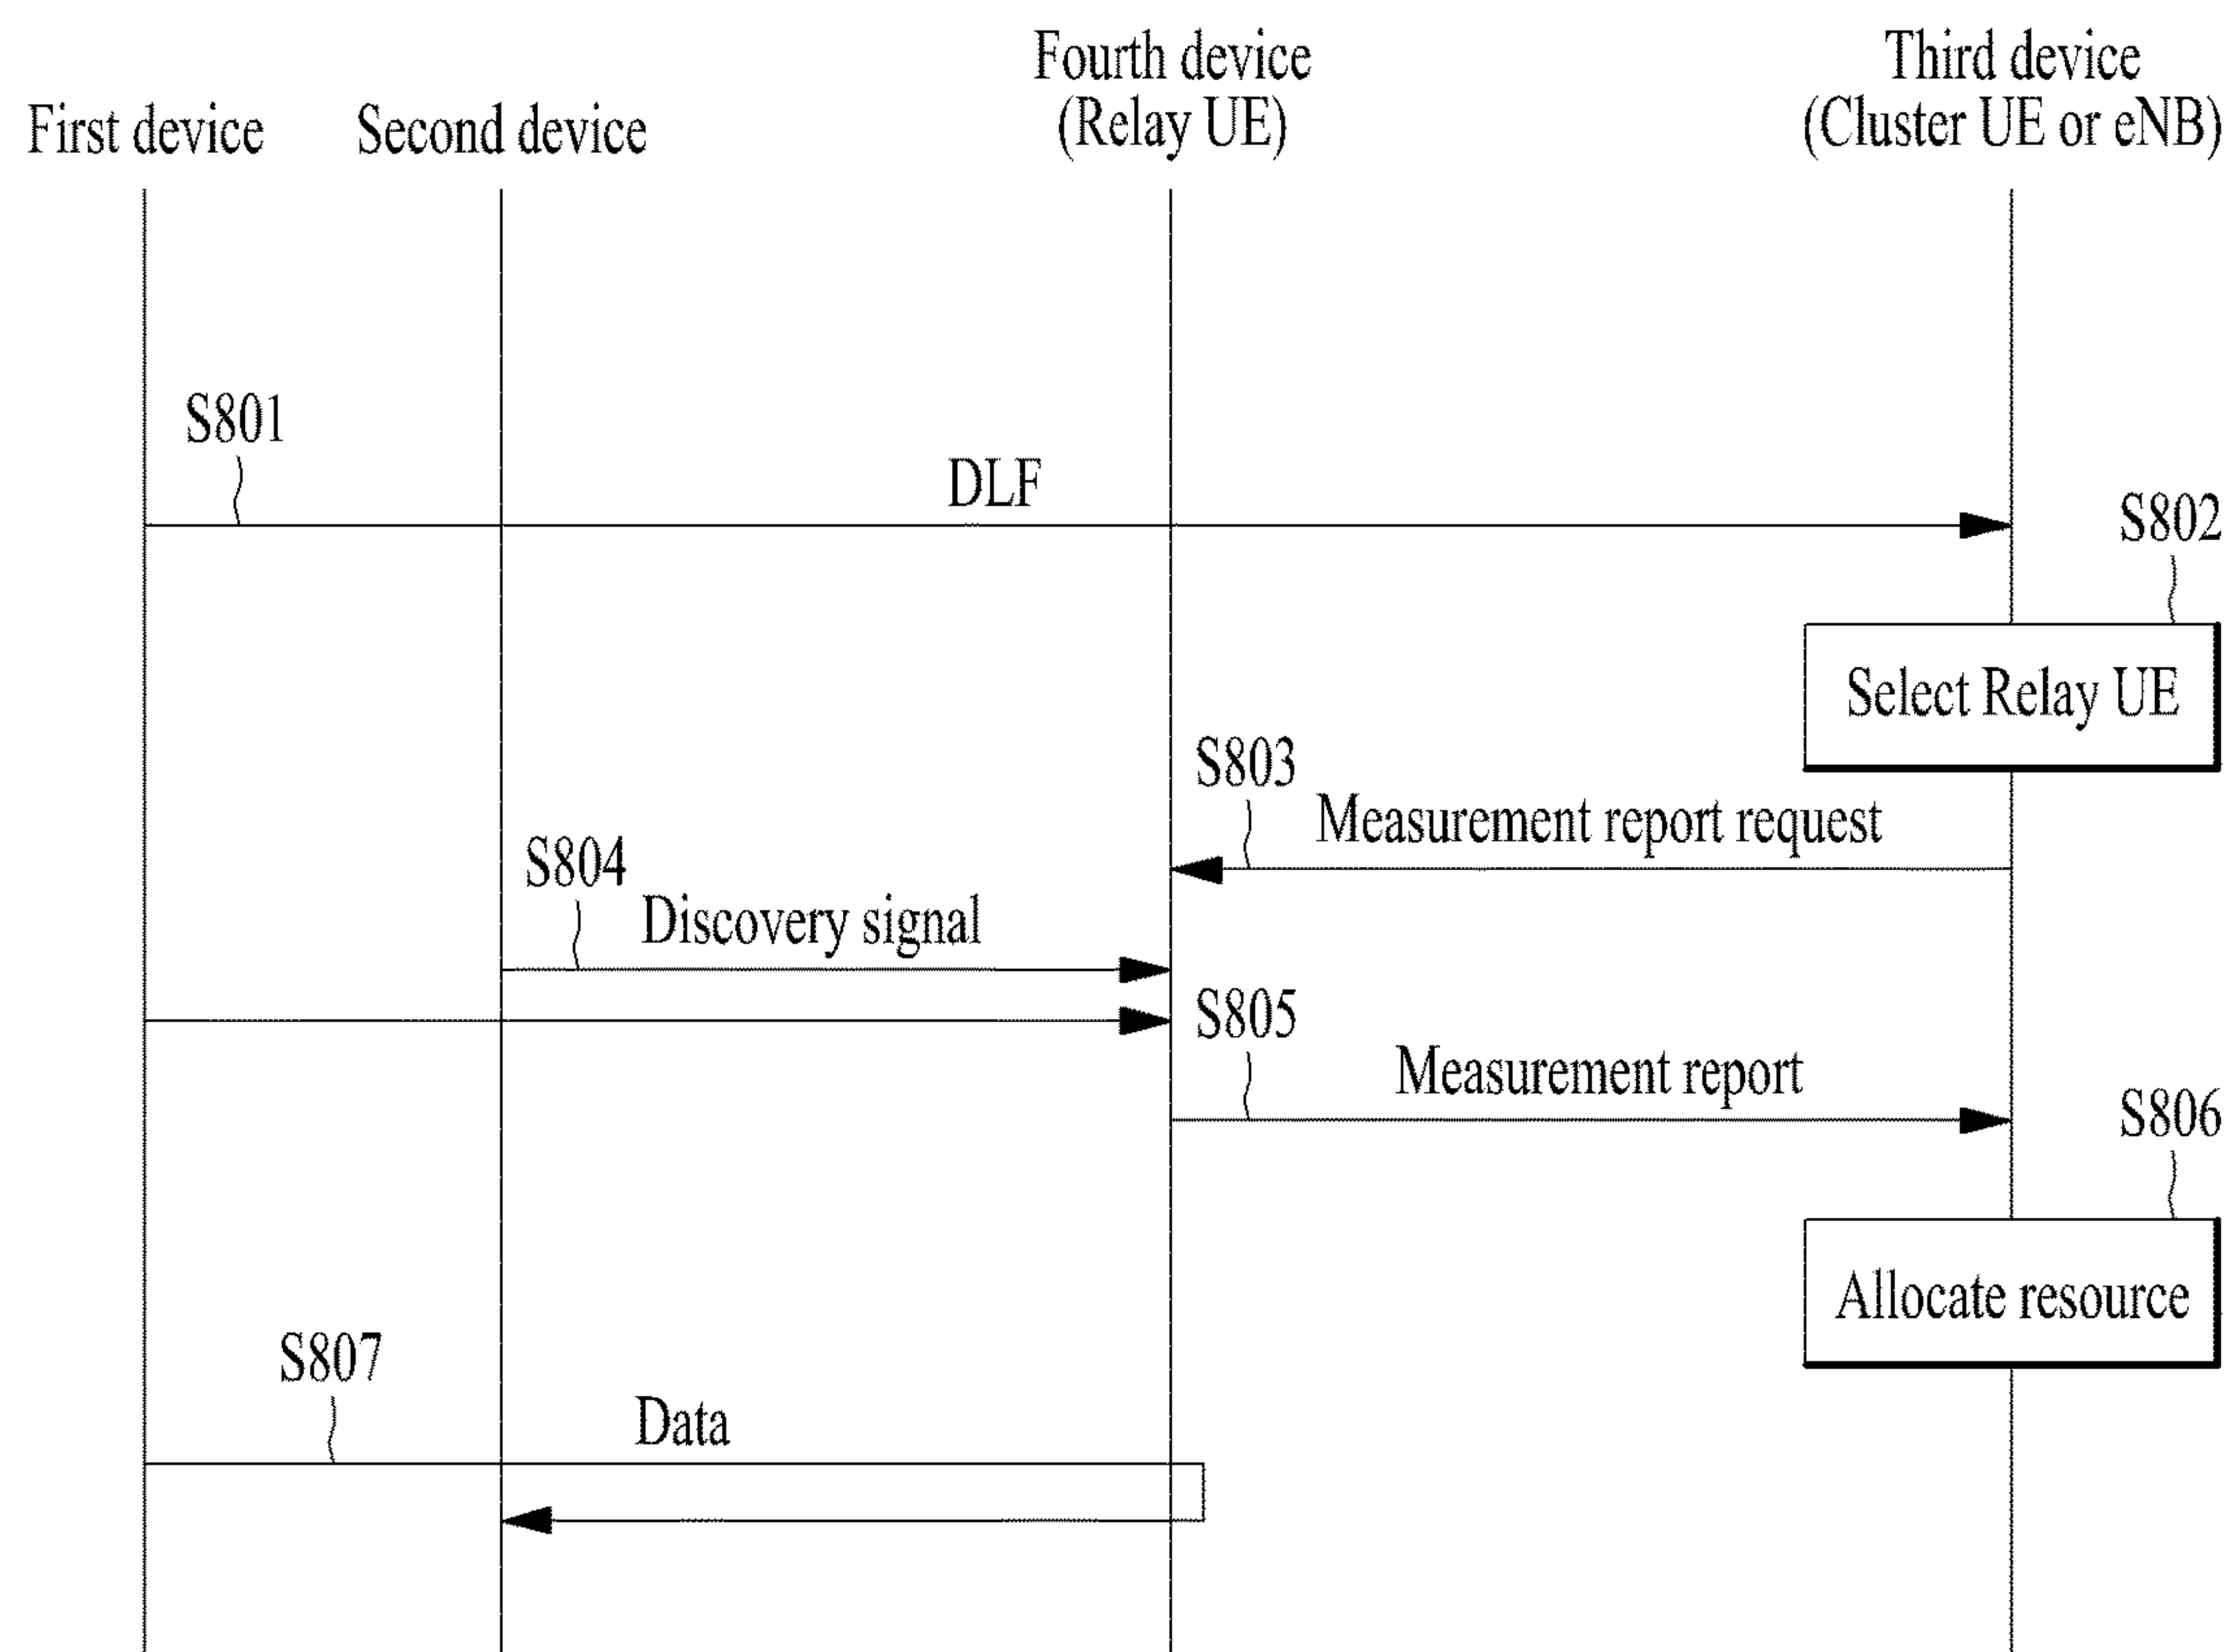 Fourth device
Third device
First device
Second device
(Relay UE)
(Cluster UE or eNB)
S801
DLF
S802
Select Relay UE
S803
Measurement report request
S804
Discovery signal
S805
Measurement report
S806
Allocate resource
S807
Data